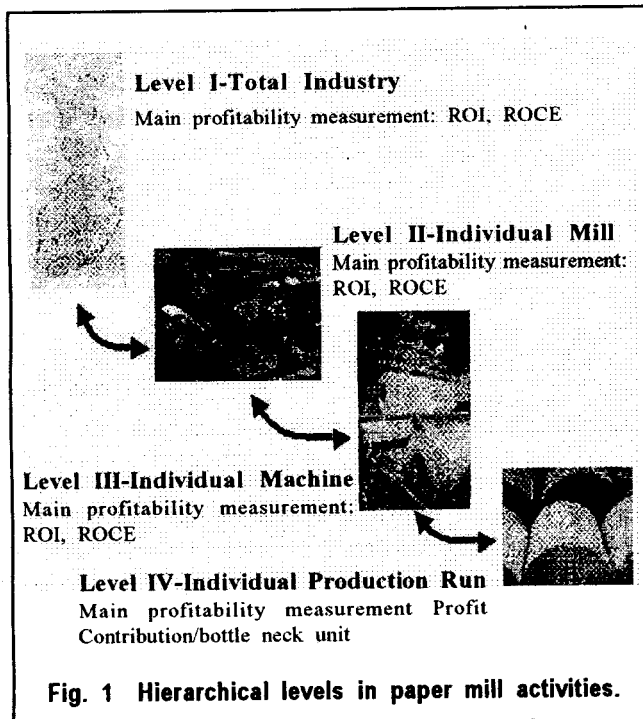 Level I-Total Industry
Main profitability measurement: ROI, ROCE
Level II-Individual Mill
Main profitability measurement:
ROI, ROCE
Level III-Individual Machine
Main profitability measurement:
ROI, ROCE
Level IV-Individual Production Run
Main profitability measurement Profit
Contribution/bottle neck unit
Fig. 1 Hierarchical levels in paper mill activities.